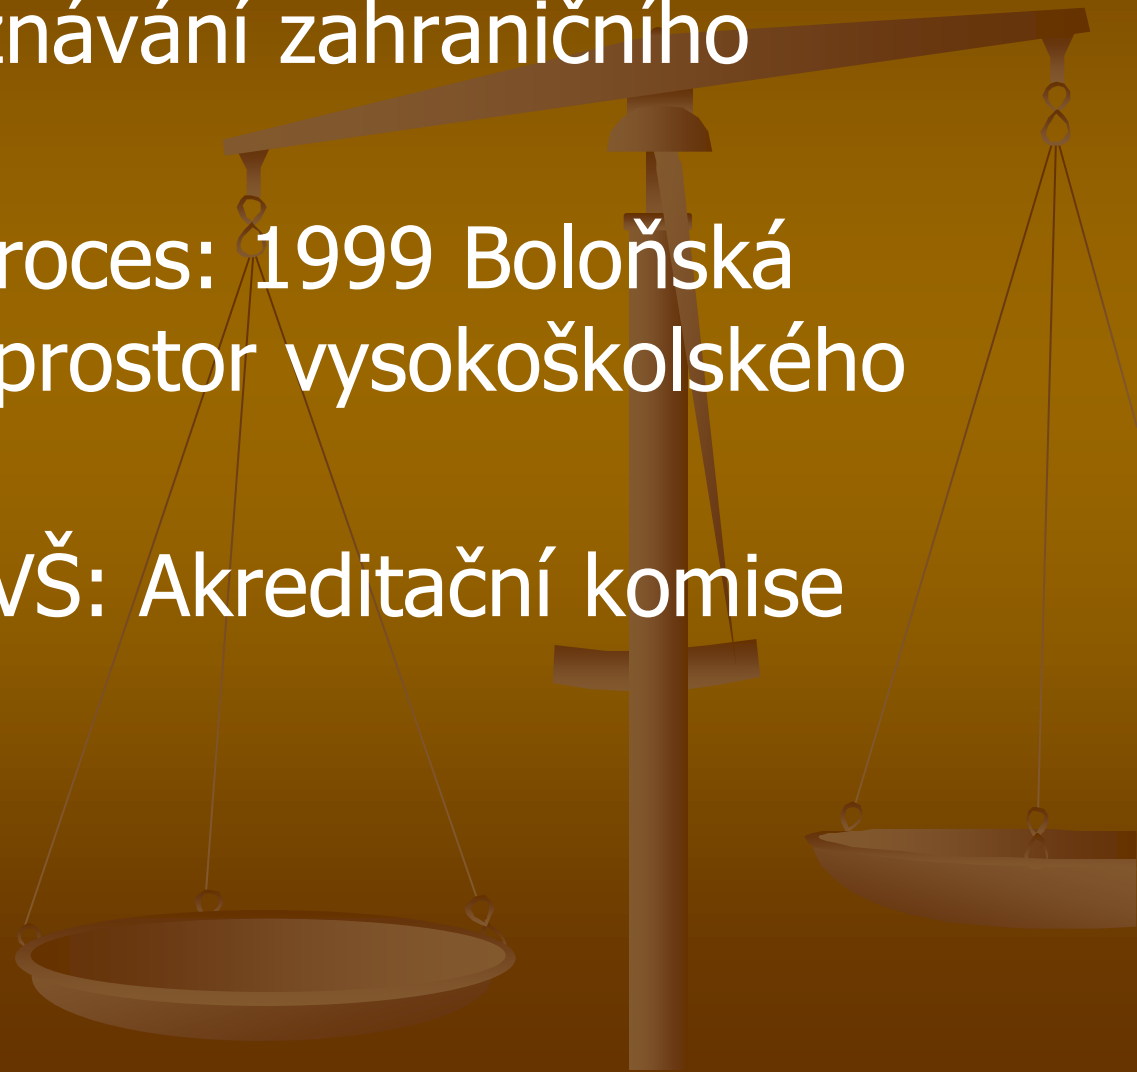 znávání zahraničního
roces: 1999 Boloňská
prostor vysokoškolského
VŠ: Akreditační komise